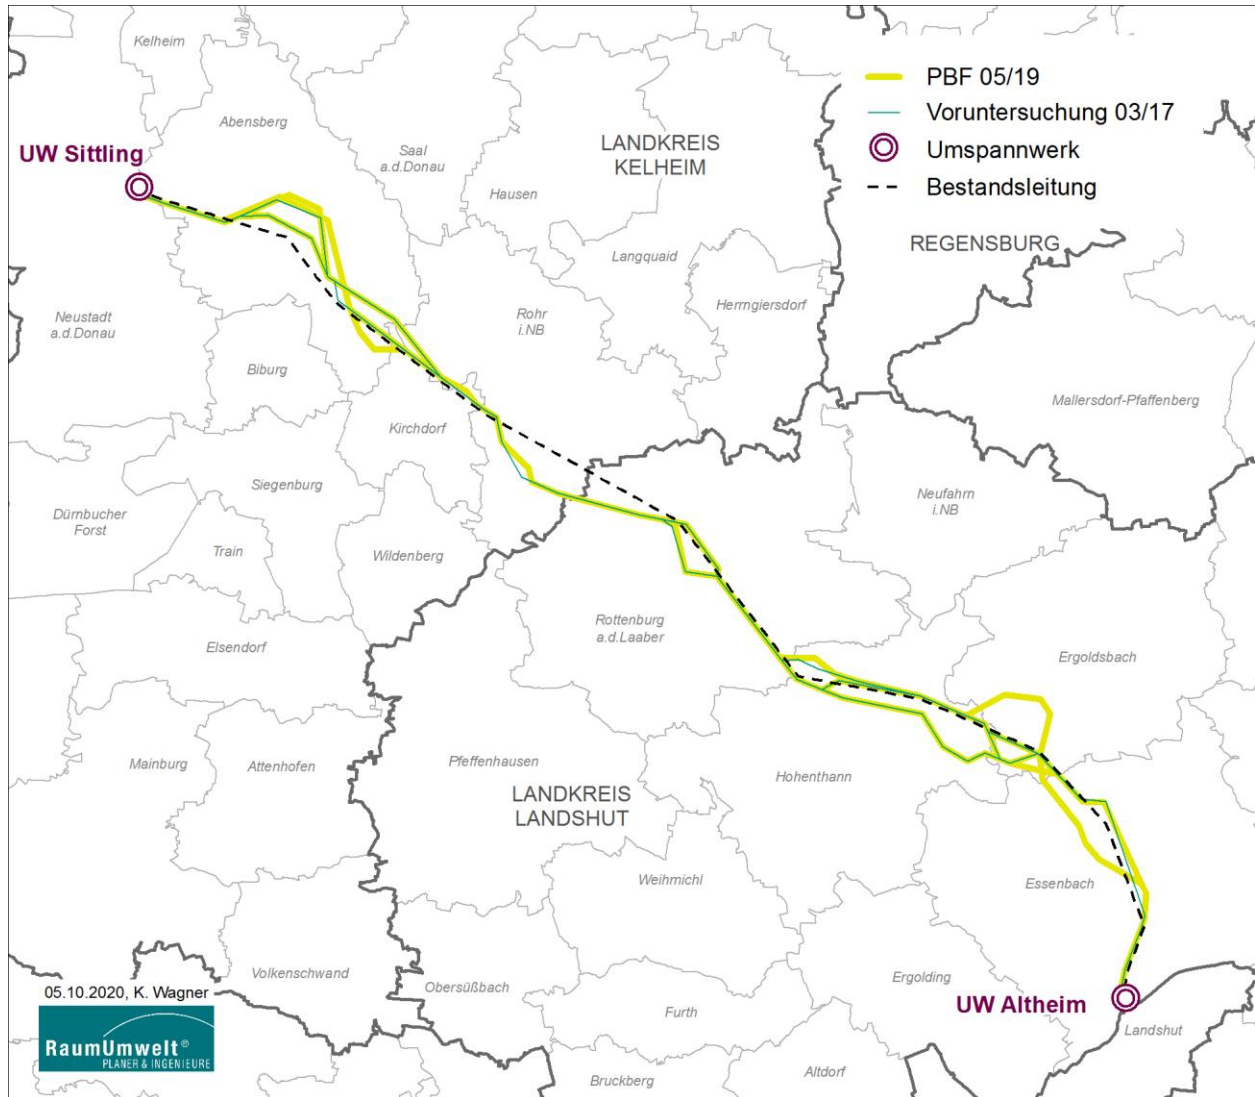 Kelheim
Abensberg
UW Sittling
Saal
a.d.Donau
LANDKREIS
KELHEIM
Hausen
Langquaid
Herrngiersdorf
PBF 05/19
Voruntersuchung 03/17
Umspannwerk
Bestandsleitung
REGENSBURG
Neustadt
a.d.Donau
Rohr
i.NB
Biburg
Kirchdorf
Mallersdorf-Pfaffenberg
Siegenburg
Dürnbucher
Forst
Train
Wildenberg
Neufahrn
i.NB
Rottenburg
a.d.Laaber
Elsendorf
Ergoldsbach
Mainburg
Attenhofen
Pfeffenhausen
LANDKREIS
LANDSHUT
Hohenthann
Weihmichl
Essenbach
Volkenschwand
Obersüßbach
Furth
Ergolding
UW Altheim
Landshut
Bruckberg
Altdorf
05.10.2020, K. Wagner
RaumUmwelt®
PLANER & INGENIEURE